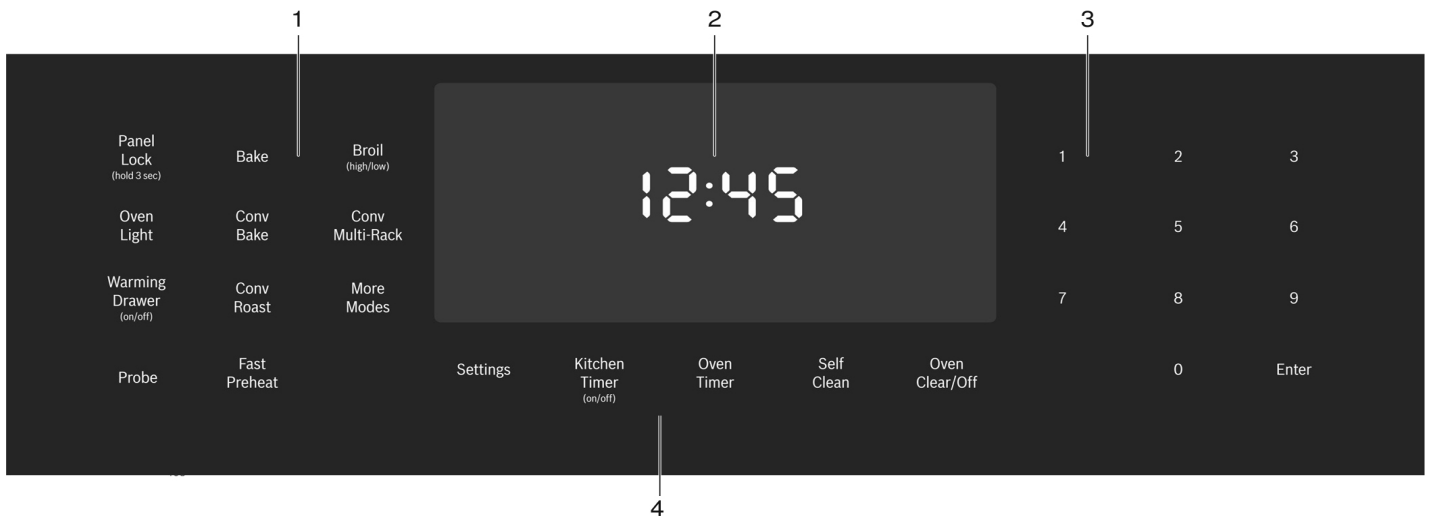 1
2
3
Panel
Lock
(hold 3 sec)
Bake
Broil
(high/low)
Oven
Light
Conv
Bake
Conv
Multi-Rack
Warming
Drawer
(on/off)
Conv
Roast
More
Modes
Probe
Fast
Preheat
12:45
Settings
Kitchen
Timer
(on/off)
Oven
Timer
Self
Clean
Oven
Clear/Off
1 2 3
4 5 6
7 8 9
0 Enter
4